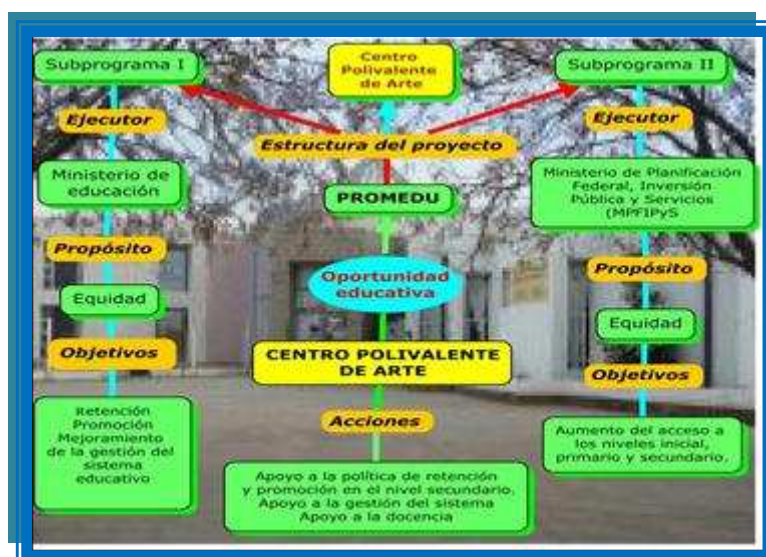 Subprograma I
Centro
Polivalente
de Arte
Subprograma II
Ejecutor
Ejecutor
Estructura del proyecto
Ministerio de
educación
PROMEDU
Ministerio de Planificación
Federal, Inversión
Pública y Servicios
(MPFIPyS
Propósito
Propósito
Oportunidad
educativa
Equidad
Equidad
Objetivos
CENTRO POLIVALENTE
DE ARTE
Objetivos
Retención
Promoción
Mejoramiento
de la gestión del
sistema
educativo
Acciones
Aumento del acceso a
los niveles inicial,
primario y secundario.
Apoyo a la política de retención
y promoción en el nivel secundario.
Apoyo a la gestión del sistema
Apoyo a la docencia